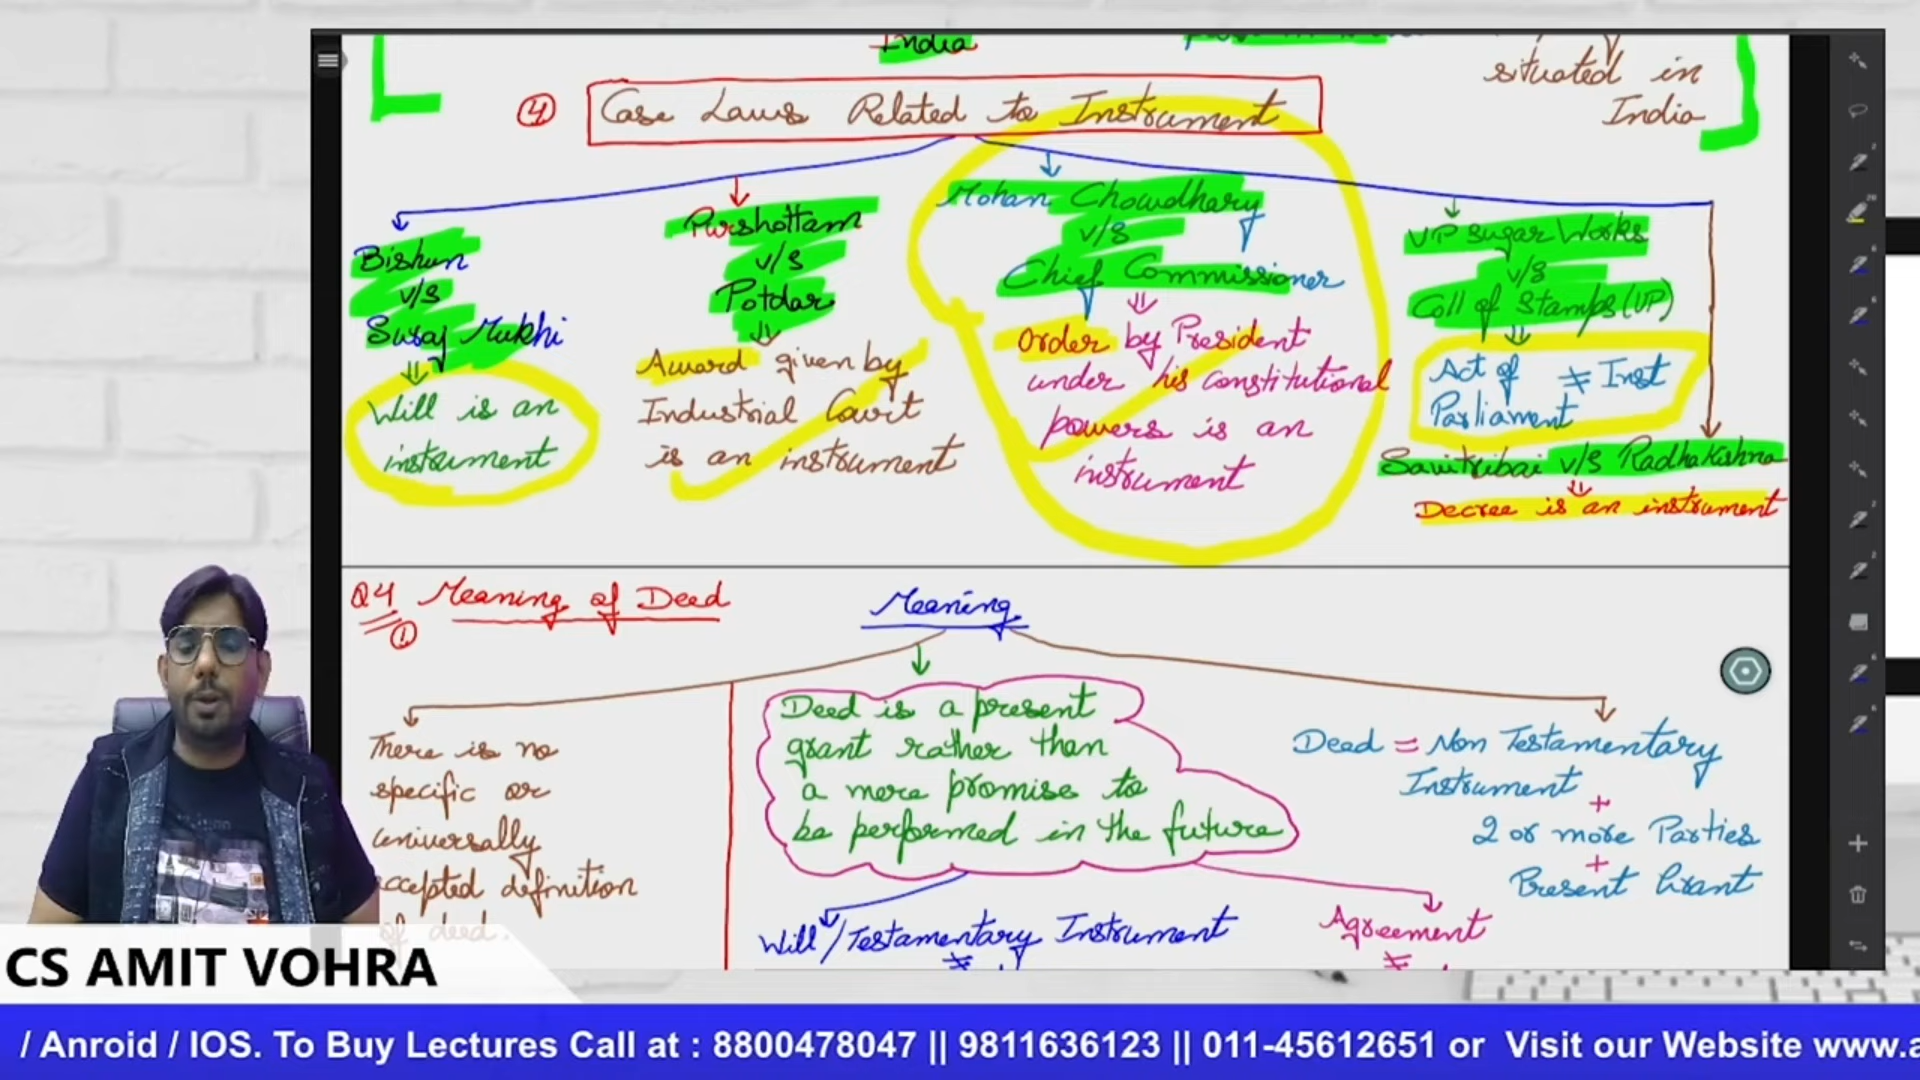 India
situated in
India
4
Case Laws Related to Instrument
Bishun
v/s
Suraj Mukhi
Will is an
instrument
Purshottam
v/s
Potdar
Award given by
Industrial Court
is an instrument
Mohan Chowdhary
v/s
Chief Commissioner
Order by President
under his constitutional
powers is an
instrument
UP Sugar Works
v/s
Coll of Stamps (UP)
Act of ≠ Inst
Parliament
Savitribai v/s RadhaKishna
Decree is an instrument
Q4 Meaning of Deed
1
Meaning
There is no
specific or
universally
accepted definition
of deed.
Deed is a present
grant rather than
a mere promise to
be performed in the future
Deed = Non Testamentary
Instrument
+
2 or more Parties
+
Present Grant
Will/Testamentary Instrument
≠
Agreement
≠
CS AMIT VOHRA
/ Anroid / IOS. To Buy Lectures Call at : 8800478047 || 9811636123 || 011-45612651 or Visit our Website www.a